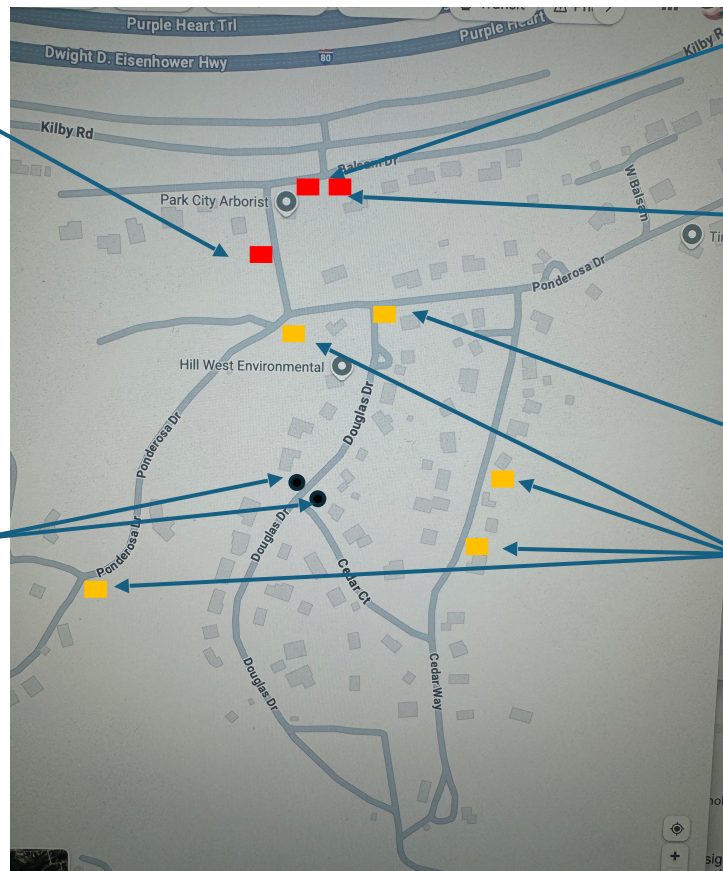 Purple Heart Trl
Purple Heart
Dwight D. Eisenhower Hwy
80
Kilby R
Kilby Rd
Balsam Dr
Park City Arborist
W Balsam
Ti
Ponderosa Dr
Hill West Environmental
Douglas Dr
Ponderosa Dr
Douglas Dr
Ponderosa Dr
Cedar Ct
Douglas Dr
Cedar Way
+